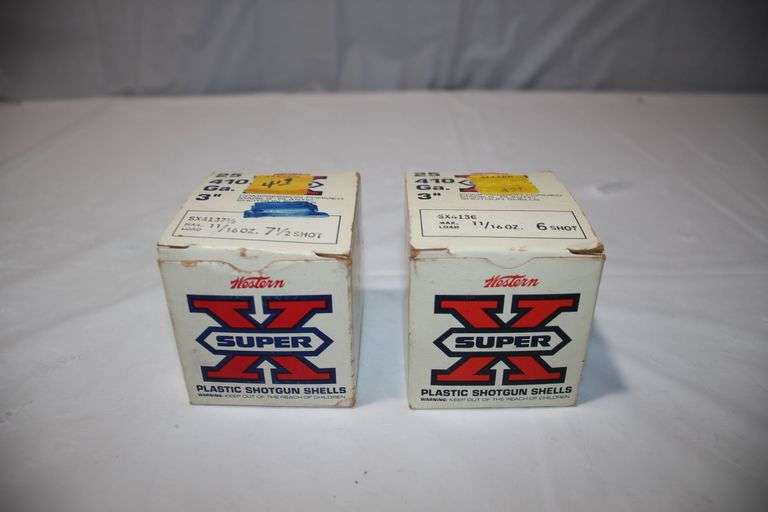 25
410
Ga.
3"
SX4137½
MAX. LOAD 11/16 OZ. 7½ SHOT
Western
SUPER X
PLASTIC SHOTGUN SHELLS
WARNING: KEEP OUT OF THE REACH OF CHILDREN.
25
410
Ga.
3"
SX4136
MAX. LOAD 11/16 OZ. 6 SHOT
Western
SUPER X
PLASTIC SHOTGUN SHELLS
WARNING: KEEP OUT OF THE REACH OF CHILDREN.